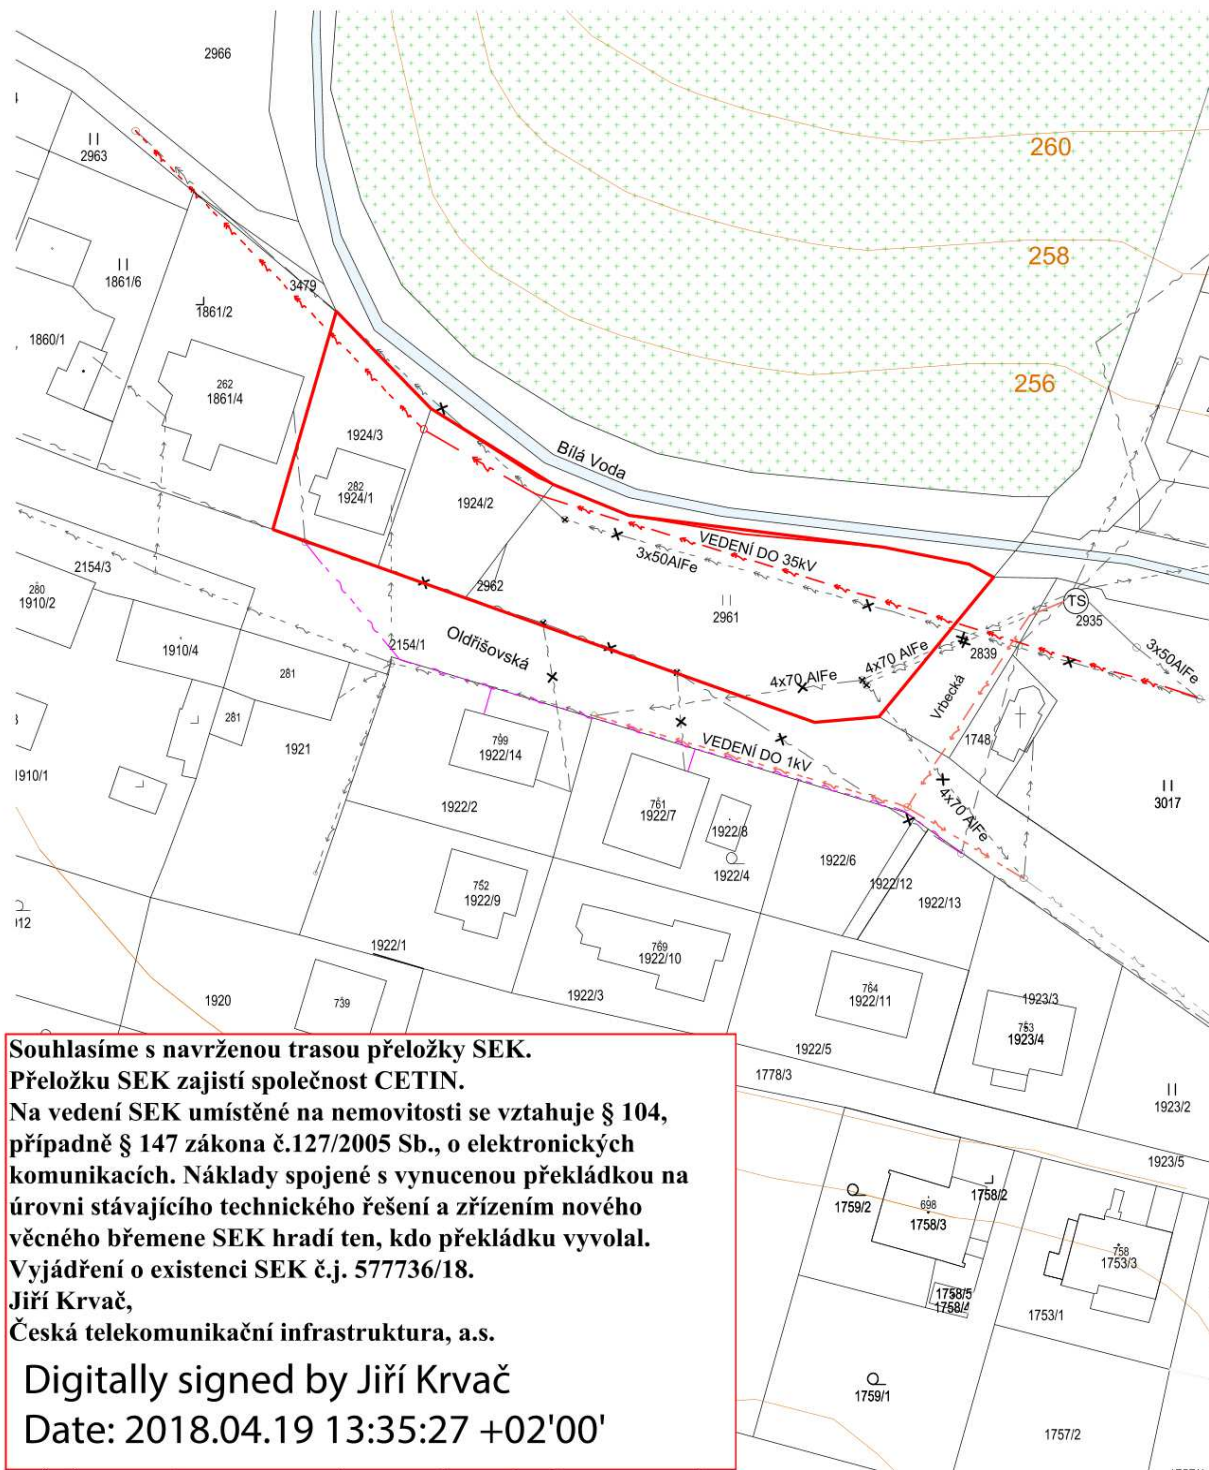 2966
2963
260
258
256
3479
1861/6
1861/2
1860/1
262
1861/4
1924/3
282
1924/1
1924/2
Bílá Voda
VEDENÍ DO 35kV
3x50AlFe
2962
2961
TS
2935
3x50AlFe
2839
4x70 AlFe
4x70 AlFe
Vrbecká
2154/3
280
1910/2
1910/4
2154/1
Oldřišovská
281
281
1921
799
1922/14
VEDENÍ DO 1kV
1748
4x70 AlFe
3017
1910/1
1922/2
761
1922/7
1922/8
1922/4
1922/6
1922/12
1922/13
752
1922/9
1922/1
769
1922/10
764
1922/11
1922/3
1923/3
753
1923/4
1920
739
1922/5
1778/3
1923/2
1923/5
1759/2
698
1758/3
1758/2
758
1753/3
1758/5
1758/4
1753/1
1759/1
1757/2
Souhlasíme s navrženou trasou přeložky SEK.
Přeložku SEK zajistí společnost CETIN.
Na vedení SEK umístěné na nemovitosti se vztahuje § 104,
případně § 147 zákona č.127/2005 Sb., o elektronických
komunikacích. Náklady spojené s vynucenou překládkou na
úrovni stávajícího technického řešení a zřízením nového
věcného břemene SEK hradí ten, kdo překládku vyvolal.
Vyjádření o existenci SEK č.j. 577736/18.
Jiří Krvač,
Česká telekomunikační infrastruktura, a.s.
Digitally signed by Jiří Krvač
Date: 2018.04.19 13:35:27 +02'00'